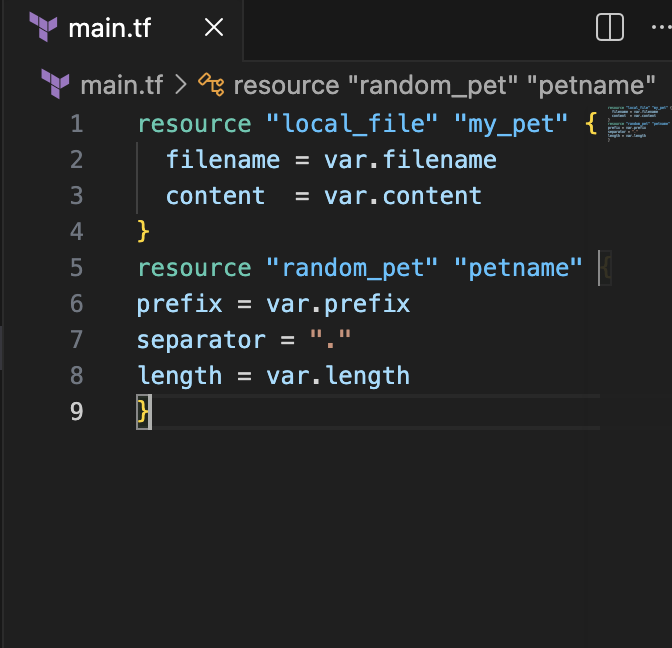 main.tf
main.tf > resource "random_pet" "petname"
1 resource "local_file" "my_pet" {
2   filename = var.filename
3   content  = var.content
4 }
5 resource "random_pet" "petname" {
6 prefix = var.prefix
7 separator = "."
8 length = var.length
9 }